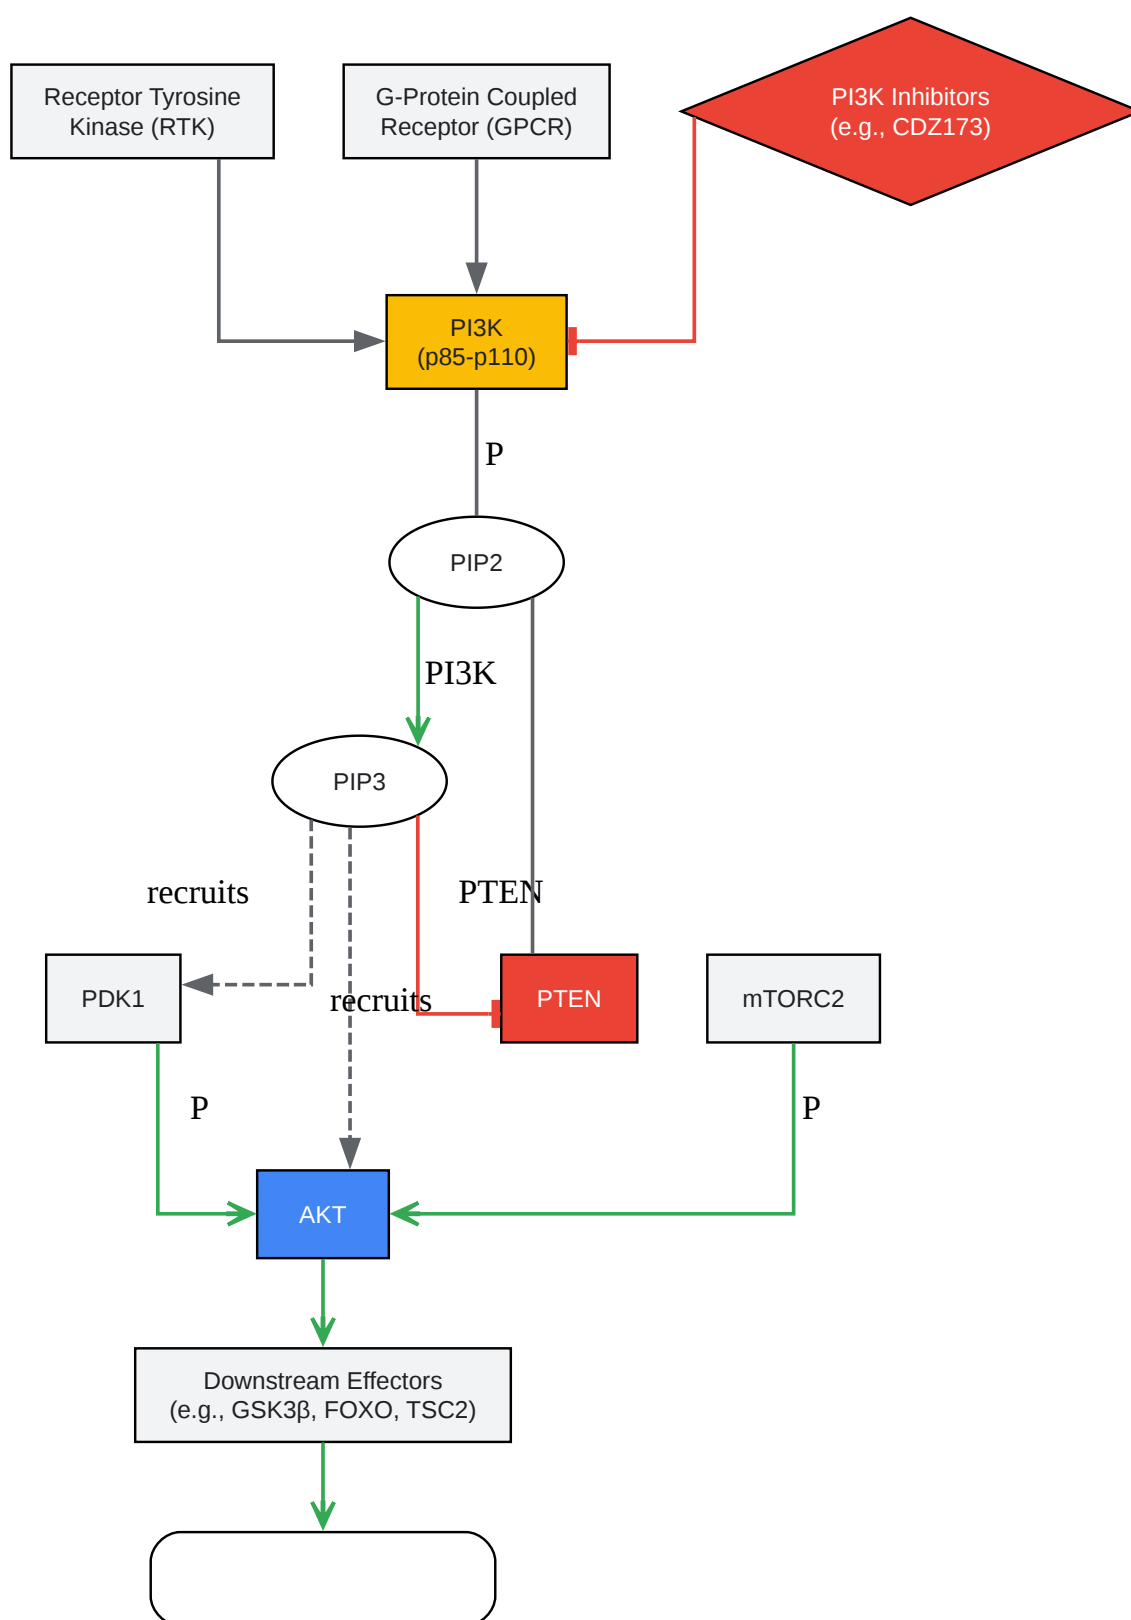 Receptor Tyrosine
Kinase (RTK)
G-Protein Coupled
Receptor (GPCR)
PI3K Inhibitors
(e.g., CDZ173)
PI3K
(p85-p110)
P
PIP2
PI3K
PIP3
recruits
PTEN
PDK1
recruits
PTEN
mTORC2
P
P
AKT
Downstream Effectors
(e.g., GSK3β, FOXO, TSC2)